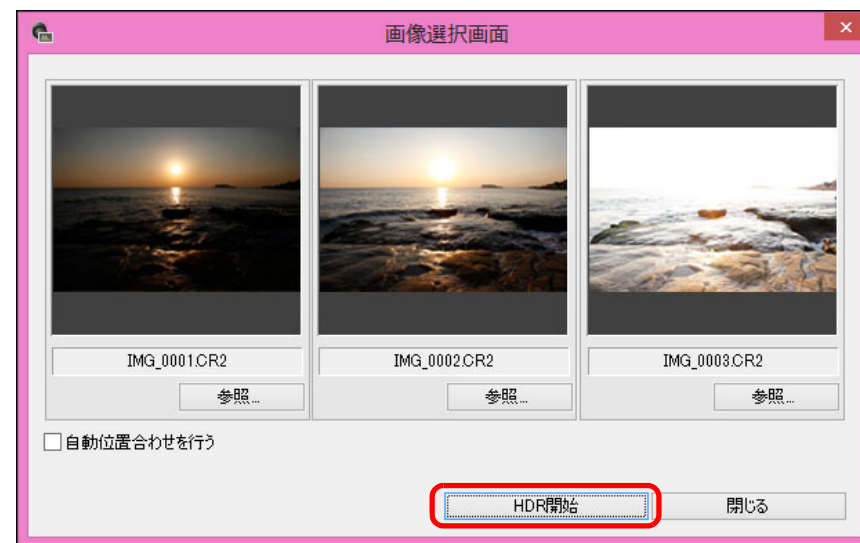 画像選択画面
IMG_0001.CR2
IMG_0002.CR2
IMG_0003.CR2
参照...
参照...
参照...
自動位置合わせを行う
HDR開始
閉じる